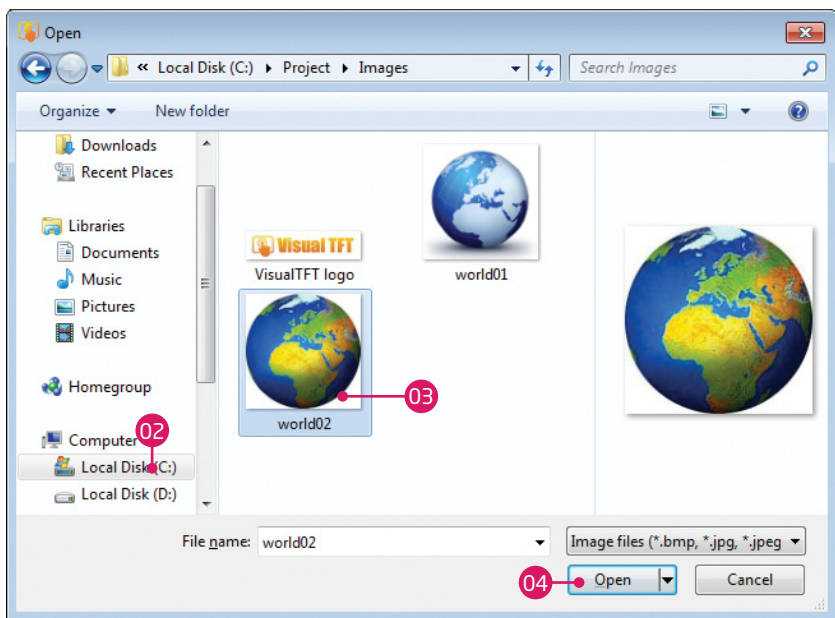 Open
« Local Disk (C:) ▸ Project ▸ Images
Search Images
Organize
New folder
Downloads
Recent Places
Libraries
Documents
Music
Pictures
Videos
Homegroup
Computer
Local Disk (C:)
Local Disk (D:)
Visual TFT
VisualTFT logo
world01
world02
02
03
File name: world02
Image files (*.bmp, *.jpg, *.jpeg
04
Open
Cancel